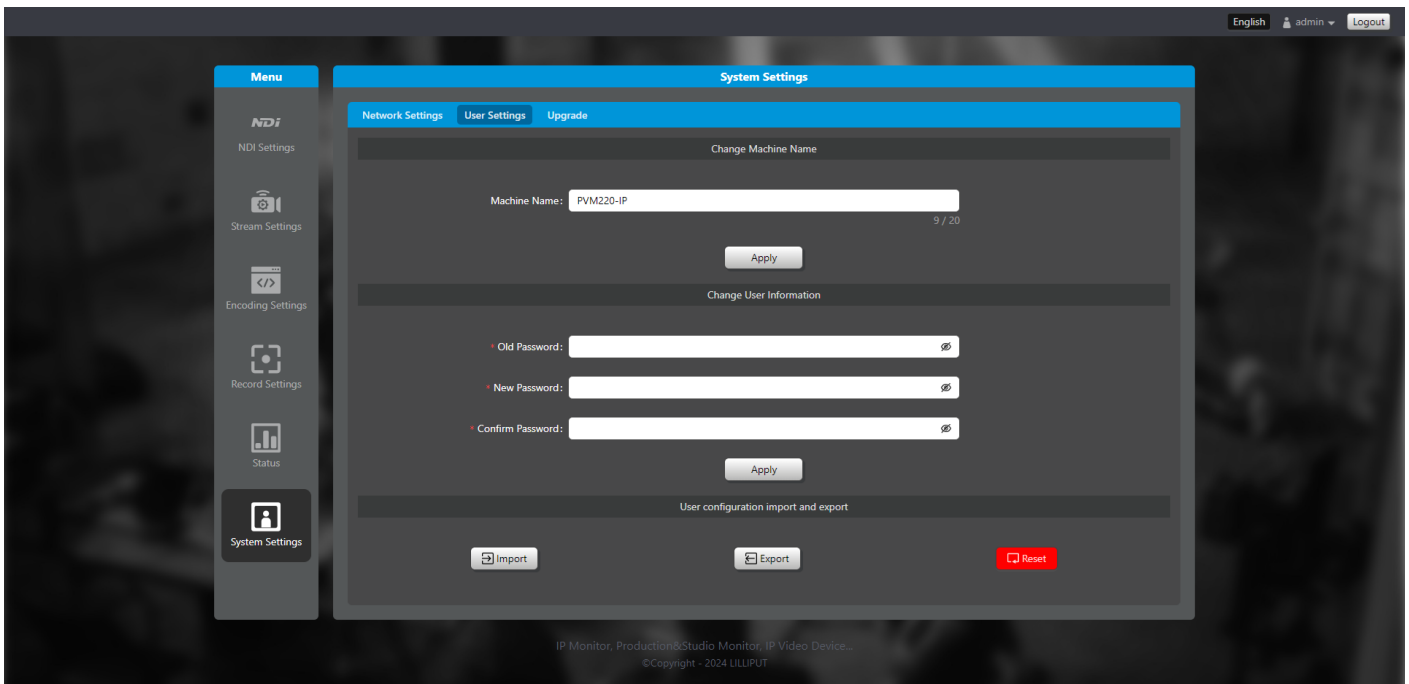 English admin Logout
Menu
NDI
NDI Settings
Stream Settings
</>
Encoding Settings
Record Settings
Status
System Settings
System Settings
Network Settings User Settings Upgrade
Change Machine Name
Machine Name: PVM220-IP
9 / 20
Apply
Change User Information
* Old Password:
* New Password:
* Confirm Password:
Apply
User configuration import and export
Import Export Reset
IP Monitor, Production&Studio Monitor, IP Video Device...
©Copyright - 2024 LILLIPUT